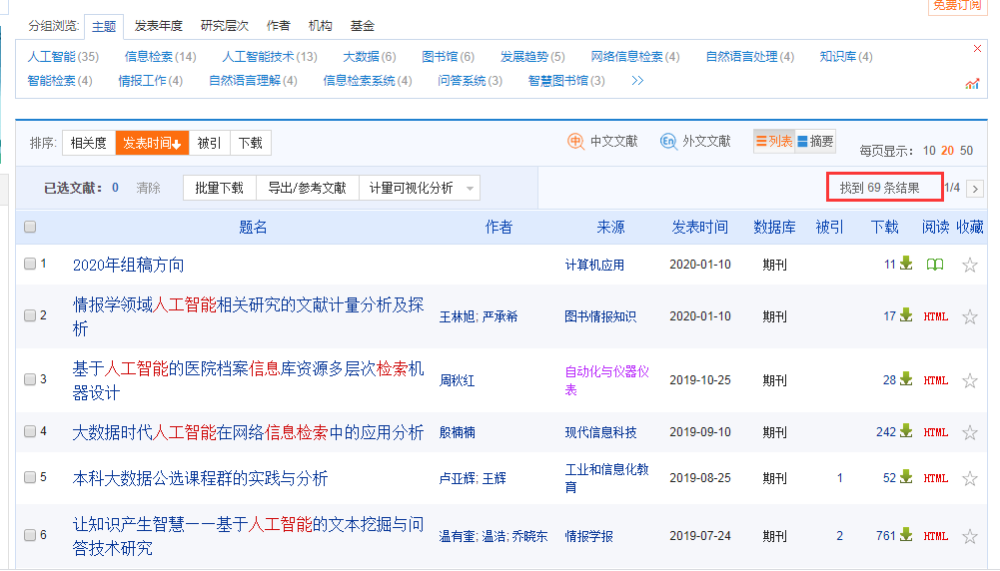 免费订阅
分组浏览: 主题 发表年度 研究层次 作者 机构 基金
人工智能(35) 信息检索(14) 人工智能技术(13) 大数据(6) 图书馆(6) 发展趋势(5) 网络信息检索(4) 自然语言处理(4) 知识库(4)
智能检索(4) 情报工作(4) 自然语言理解(4) 信息检索系统(4) 问答系统(3) 智慧图书馆(3) >>
排序: 相关度 发表时间 被引 下载 中 中文文献 En 外文文献 列表 摘要 每页显示: 10 20 50
已选文献: 0 清除 批量下载 导出/参考文献 计量可视化分析 找到 69 条结果 1/4 >
题名 作者 来源 发表时间 数据库 被引 下载 阅读 收藏
1 2020年组稿方向 计算机应用 2020-01-10 期刊 11
情报学领域人工智能相关研究的文献计量分析及探
2 王林旭; 严承希 图书情报知识 2020-01-10 期刊 17 HTML
析
基于人工智能的医院档案信息库资源多层次检索机
自动化与仪器仪
3 周秋红 2019-10-25 期刊 28 HTML
表
器设计
4 大数据时代人工智能在网络信息检索中的应用分析 殷楠楠 现代信息科技 2019-09-10 期刊 242 HTML
工业和信息化教
5 本科大数据公选课程群的实践与分析 卢亚辉; 王辉 2019-08-25 期刊 1 52 HTML
育
让知识产生智慧——基于人工智能的文本挖掘与问
6 温有奎; 温浩; 乔晓东 情报学报 2019-07-24 期刊 2 761 HTML
答技术研究